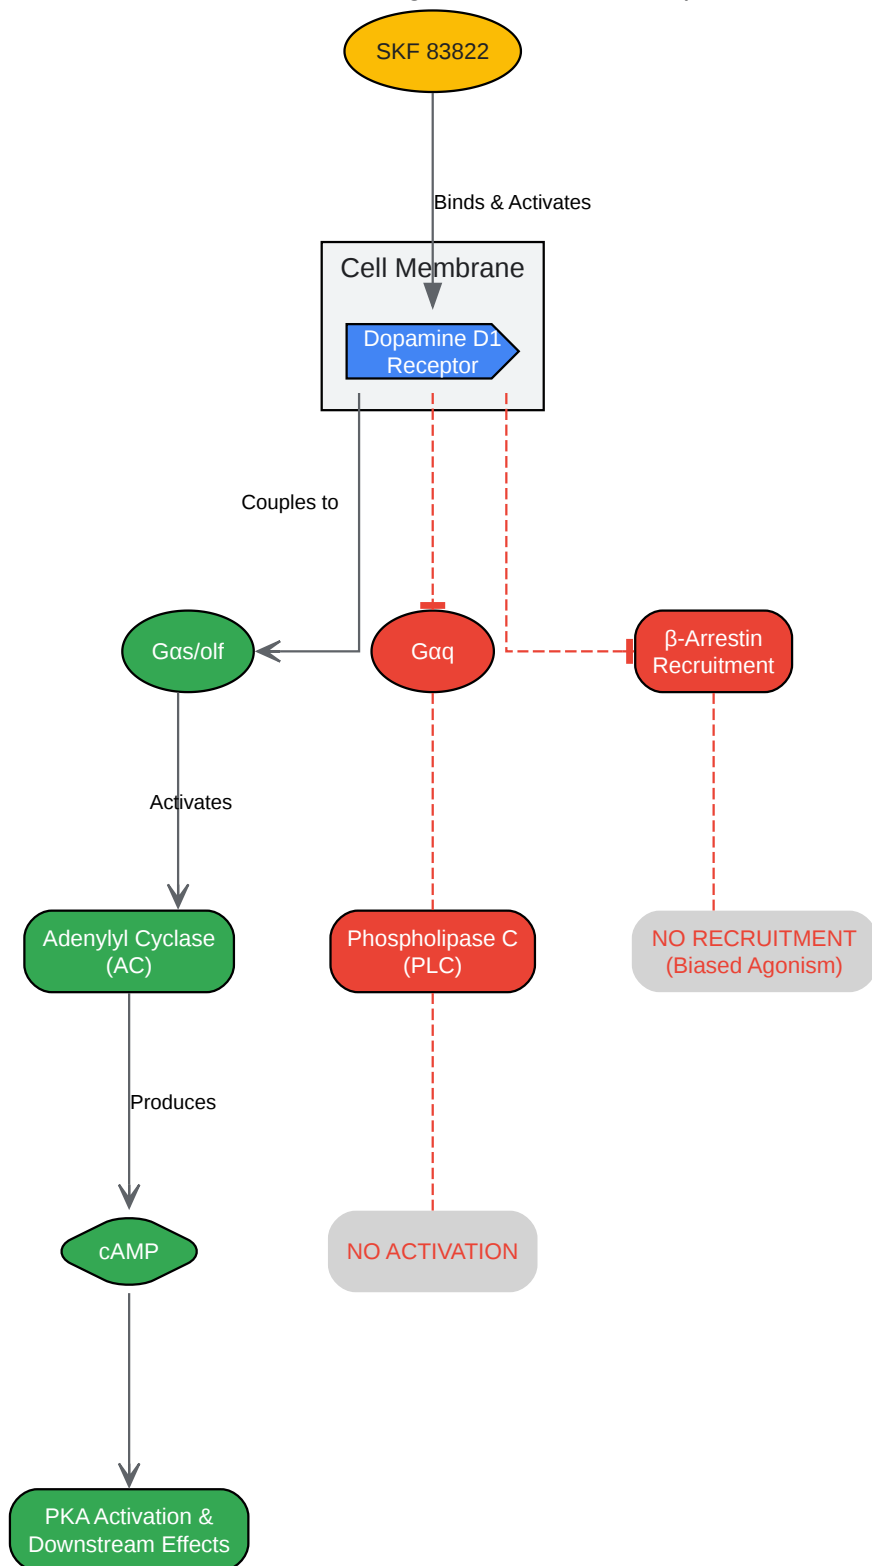 SKF 83822
Binds & Activates
Cell Membrane
Dopamine D1
Receptor
Couples to
Gαs/olf
Gαq
β-Arrestin
Recruitment
Activates
Adenylyl Cyclase
(AC)
Phospholipase C
(PLC)
NO RECRUITMENT
(Biased Agonism)
Produces
cAMP
NO ACTIVATION
PKA Activation &
Downstream Effects